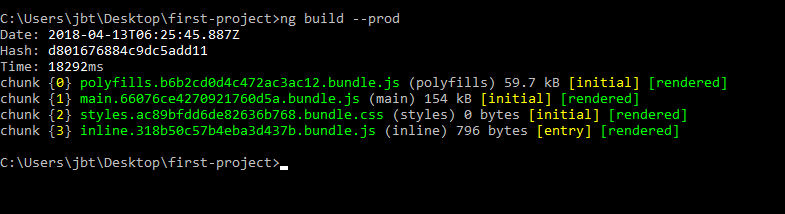 C:\Users\jbt\Desktop\first-project>ng build --prod
Date: 2018-04-13T06:25:45.887Z
Hash: d801676884c9dc5add11
Time: 18292ms
chunk {0} polyfills.b6b2cd0d4c472ac3ac12.bundle.js (polyfills) 59.7 kB [initial] [rendered]
chunk {1} main.66076ce4270921760d5a.bundle.js (main) 154 kB [initial] [rendered]
chunk {2} styles.ac89bfdd6de82636b768.bundle.css (styles) 0 bytes [initial] [rendered]
chunk {3} inline.318b50c57b4eba3d437b.bundle.js (inline) 796 bytes [entry] [rendered]
C:\Users\jbt\Desktop\first-project>